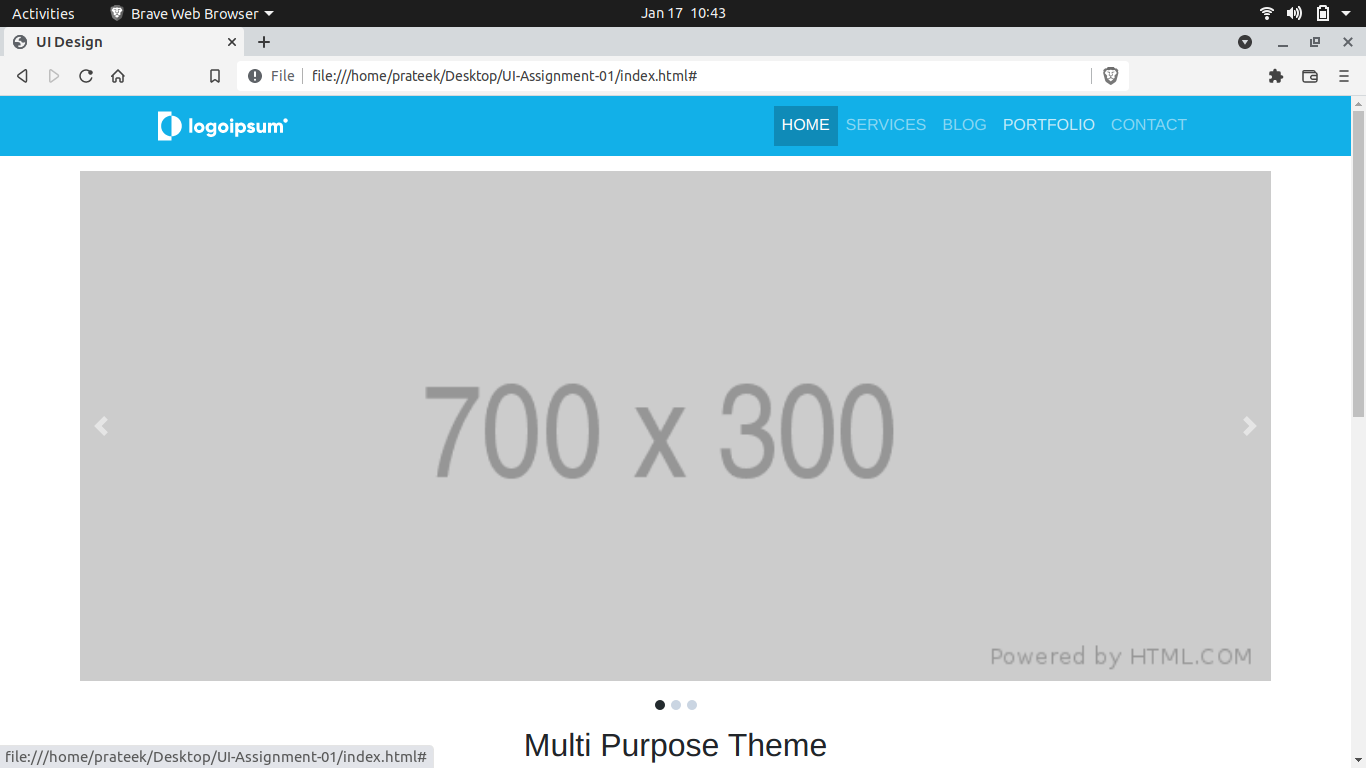 Activities Brave Web Browser Jan 17 10:43
UI Design
File file:///home/prateek/Desktop/UI-Assignment-01/index.html#
logoipsum HOME SERVICES BLOG PORTFOLIO CONTACT
700 x 300
Powered by HTML.COM
Multi Purpose Theme
file:///home/prateek/Desktop/UI-Assignment-01/index.html#